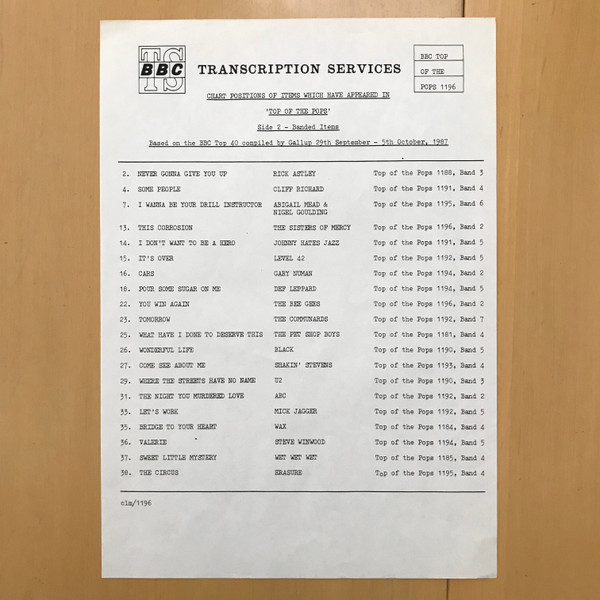 TS
BBC
TRANSCRIPTION SERVICES
BBC TOP
OF THE
POPS 1196
CHART POSITIONS OF ITEMS WHICH HAVE APPEARED IN
'TOP OF THE POPS'
Side 2 - Banded Items
Based on the BBC Top 40 compiled by Gallup 29th September - 5th October, 1987
2. NEVER GONNA GIVE YOU UP RICK ASTLEY Top of the Pops 1188, Band 3
4. SOME PEOPLE CLIFF RICHARD Top of the Pops 1191, Band 4
7. I WANNA BE YOUR DRILL INSTRUCTOR ABIGAIL MEAD & Top of the Pops 1195, Band 6
NIGEL GOULDING
13. THIS CORROSION THE SISTERS OF MERCY Top of the Pops 1196, Band 2
14. I DON'T WANT TO BE A HERO JOHNNY HATES JAZZ Top of the Pops 1191, Band 5
15. IT'S OVER LEVEL 42 Top of the Pops 1192, Band 5
16. CARS GARY NUMAN Top of the Pops 1194, Band 2
18. POUR SOME SUGAR ON ME DEF LEPPARD Top of the Pops 1194, Band 5
22. YOU WIN AGAIN THE BEE GEES Top of the Pops 1196, Band 2
23. TOMORROW THE COMMUNARDS Top of the Pops 1192, Band 7
25. WHAT HAVE I DONE TO DESERVE THIS THE PET SHOP BOYS Top of the Pops 1181, Band 4
26. WONDERFUL LIFE BLACK Top of the Pops 1190, Band 5
27. COME SEE ABOUT ME SHAKIN' STEVENS Top of the Pops 1193, Band 4
29. WHERE THE STREETS HAVE NO NAME U2 Top of the Pops 1190, Band 3
31. THE NIGHT YOU MURDERED LOVE ABC Top of the Pops 1192, Band 2
33. LET'S WORK MICK JAGGER Top of the Pops 1192, Band 5
35. BRIDGE TO YOUR HEART WAX Top of the Pops 1184, Band 4
36. VALERIE STEVE WINWOOD Top of the Pops 1194, Band 5
37. SWEET LITTLE MYSTERY WET WET WET Top of the Pops 1185, Band 4
38. THE CIRCUS ERASURE Top of the Pops 1195, Band 4
clm/1196